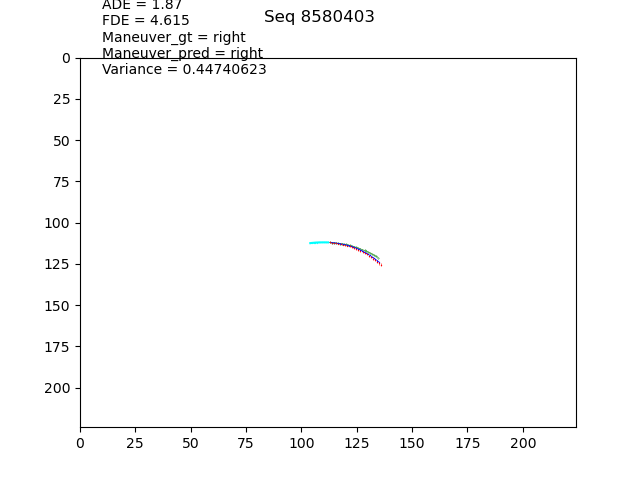 ADE = 1.87
Seq 8580403
FDE = 4.615
Maneuver_gt = right
Maneuver_pred = right
Variance = 0.44740623
0
25
50
75
100
125
150
175
200
0 25 50 75 100 125 150 175 200